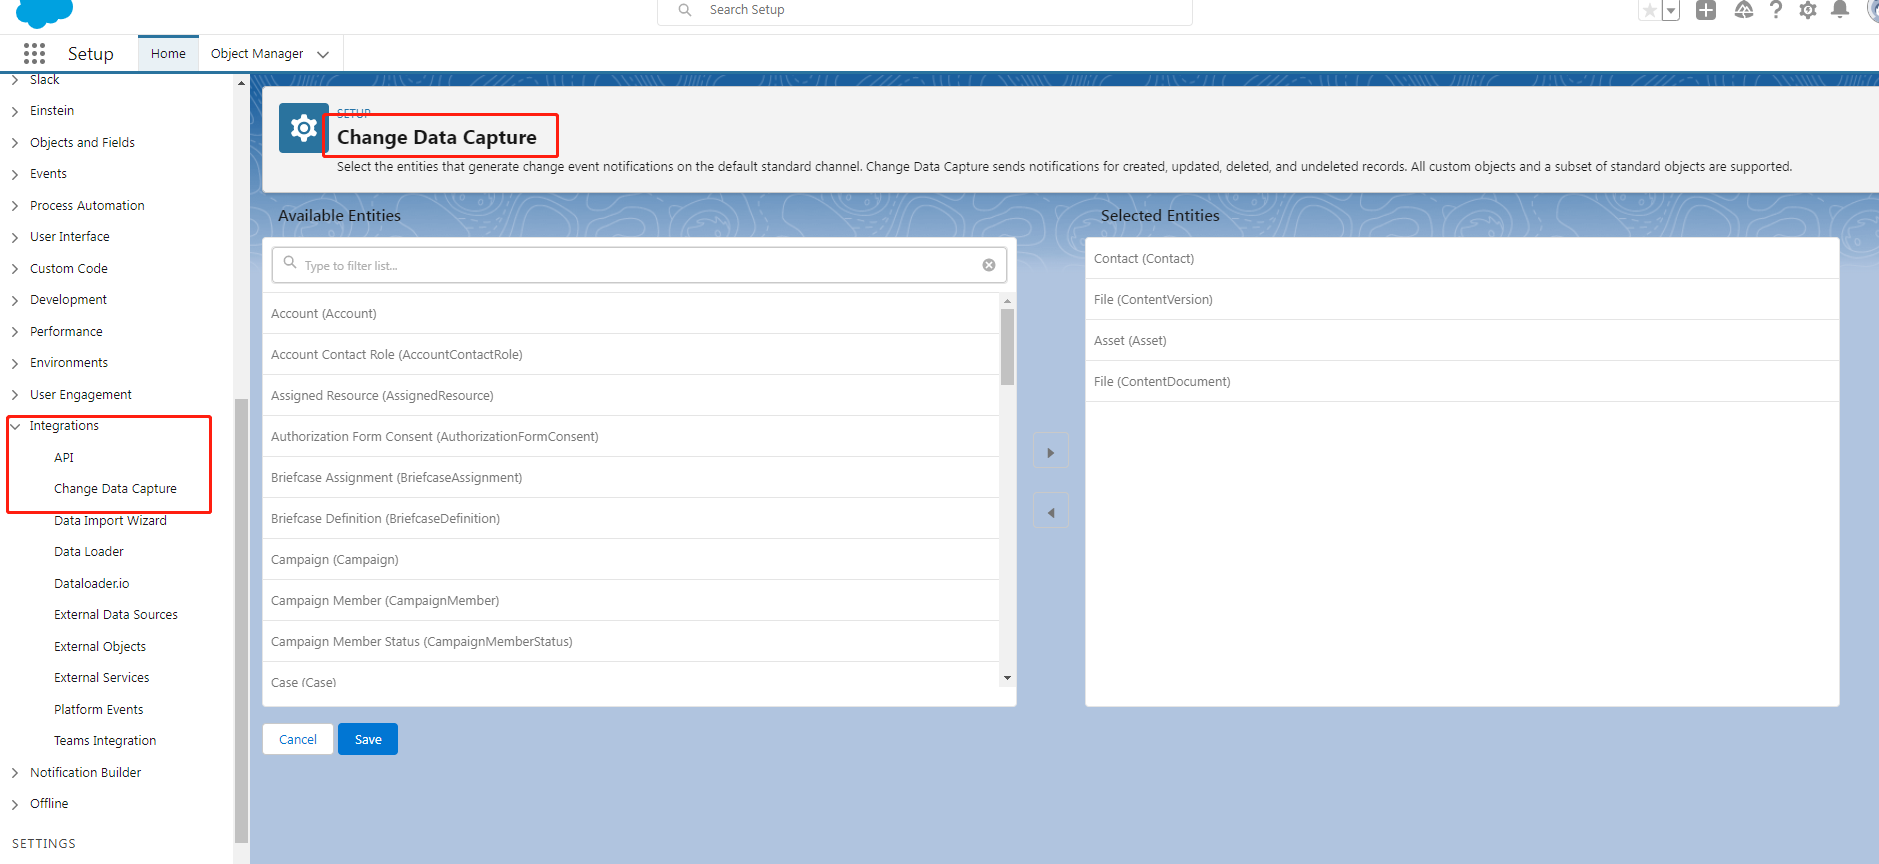 Search Setup
Setup
Home
Object Manager
Slack
Einstein
Objects and Fields
Events
Process Automation
User Interface
Custom Code
Development
Performance
Environments
User Engagement
Integrations
API
Change Data Capture
Data Import Wizard
Data Loader
Dataloader.io
External Data Sources
External Objects
External Services
Platform Events
Teams Integration
Notification Builder
Offline
SETTINGS
SETUP
Change Data Capture
Select the entities that generate change event notifications on the default standard channel. Change Data Capture sends notifications for created, updated, deleted, and undeleted records. All custom objects and a subset of standard objects are supported.
Available Entities
Type to filter list...
Account (Account)
Account Contact Role (AccountContactRole)
Assigned Resource (AssignedResource)
Authorization Form Consent (AuthorizationFormConsent)
Briefcase Assignment (BriefcaseAssignment)
Briefcase Definition (BriefcaseDefinition)
Campaign (Campaign)
Campaign Member (CampaignMember)
Campaign Member Status (CampaignMemberStatus)
Case (Case)
Selected Entities
Contact (Contact)
File (ContentVersion)
Asset (Asset)
File (ContentDocument)
Cancel
Save